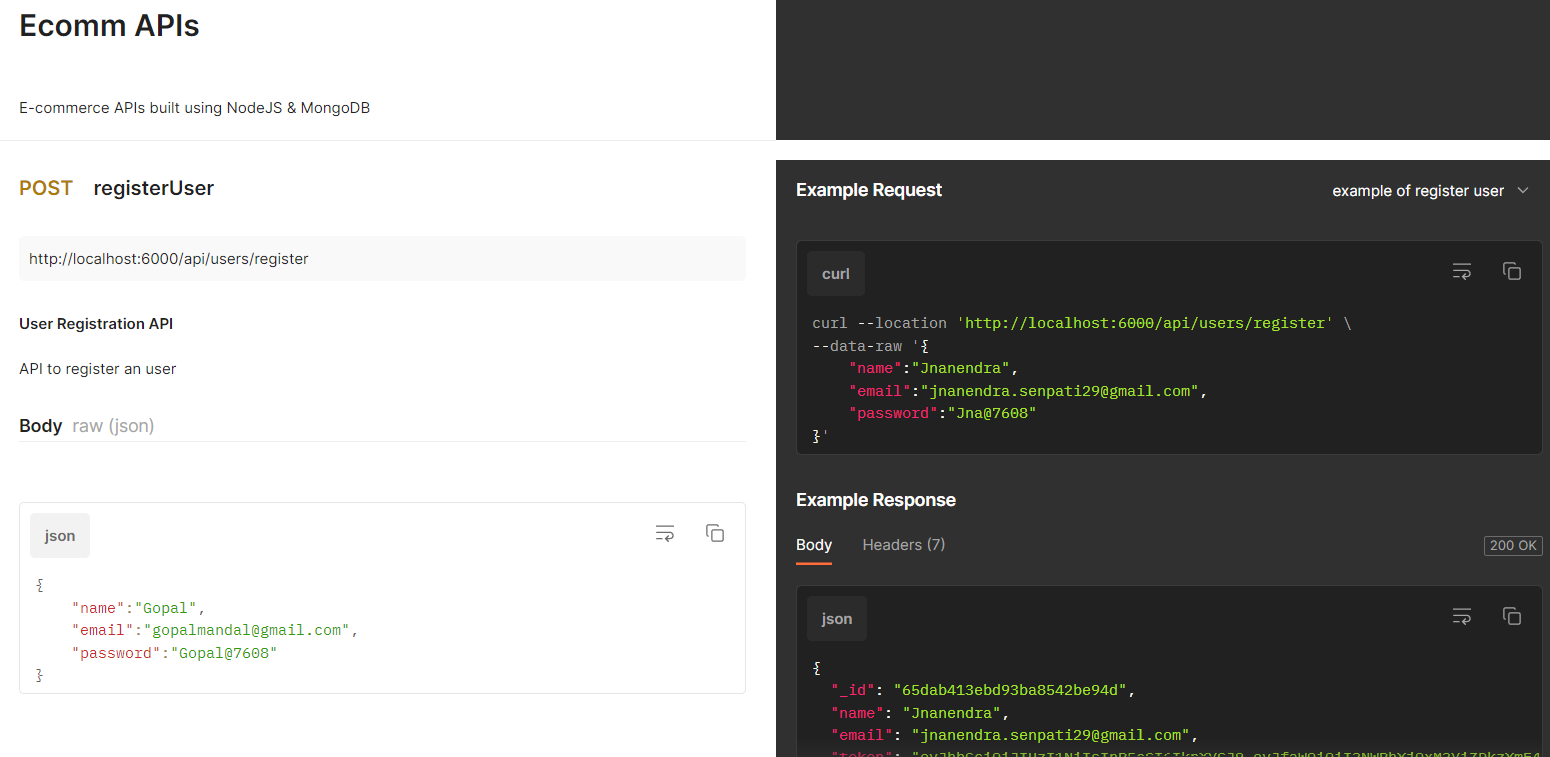 Ecomm APIs
E-commerce APIs built using NodeJS & MongoDB
POST registerUser
http://localhost:6000/api/users/register
User Registration API
API to register an user
Body raw (json)
json
{
"name":"Gopal",
"email":"gopalmandal@gmail.com",
"password":"Gopal@7608"
}
Example Request
example of register user
curl
curl --location 'http://localhost:6000/api/users/register' \
--data-raw '{
"name":"Jnanendra",
"email":"jnanendra.senpati29@gmail.com",
"password":"Jna@7608"
}'
Example Response
Body Headers (7)
200 OK
json
{
"_id": "65dab413ebd93ba8542be94d",
"name": "Jnanendra",
"email": "jnanendra.senpati29@gmail.com",
"token":